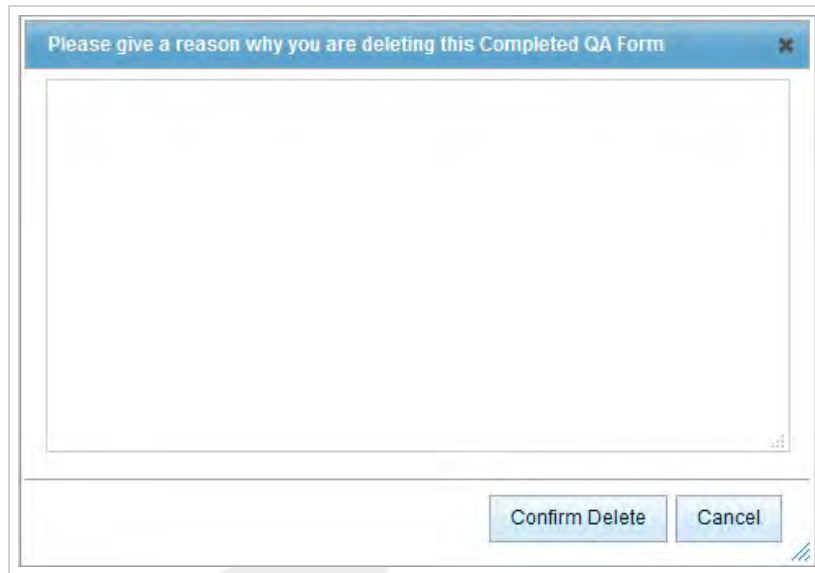 Please give a reason why you are deleting this Completed QA Form
Confirm Delete
Cancel